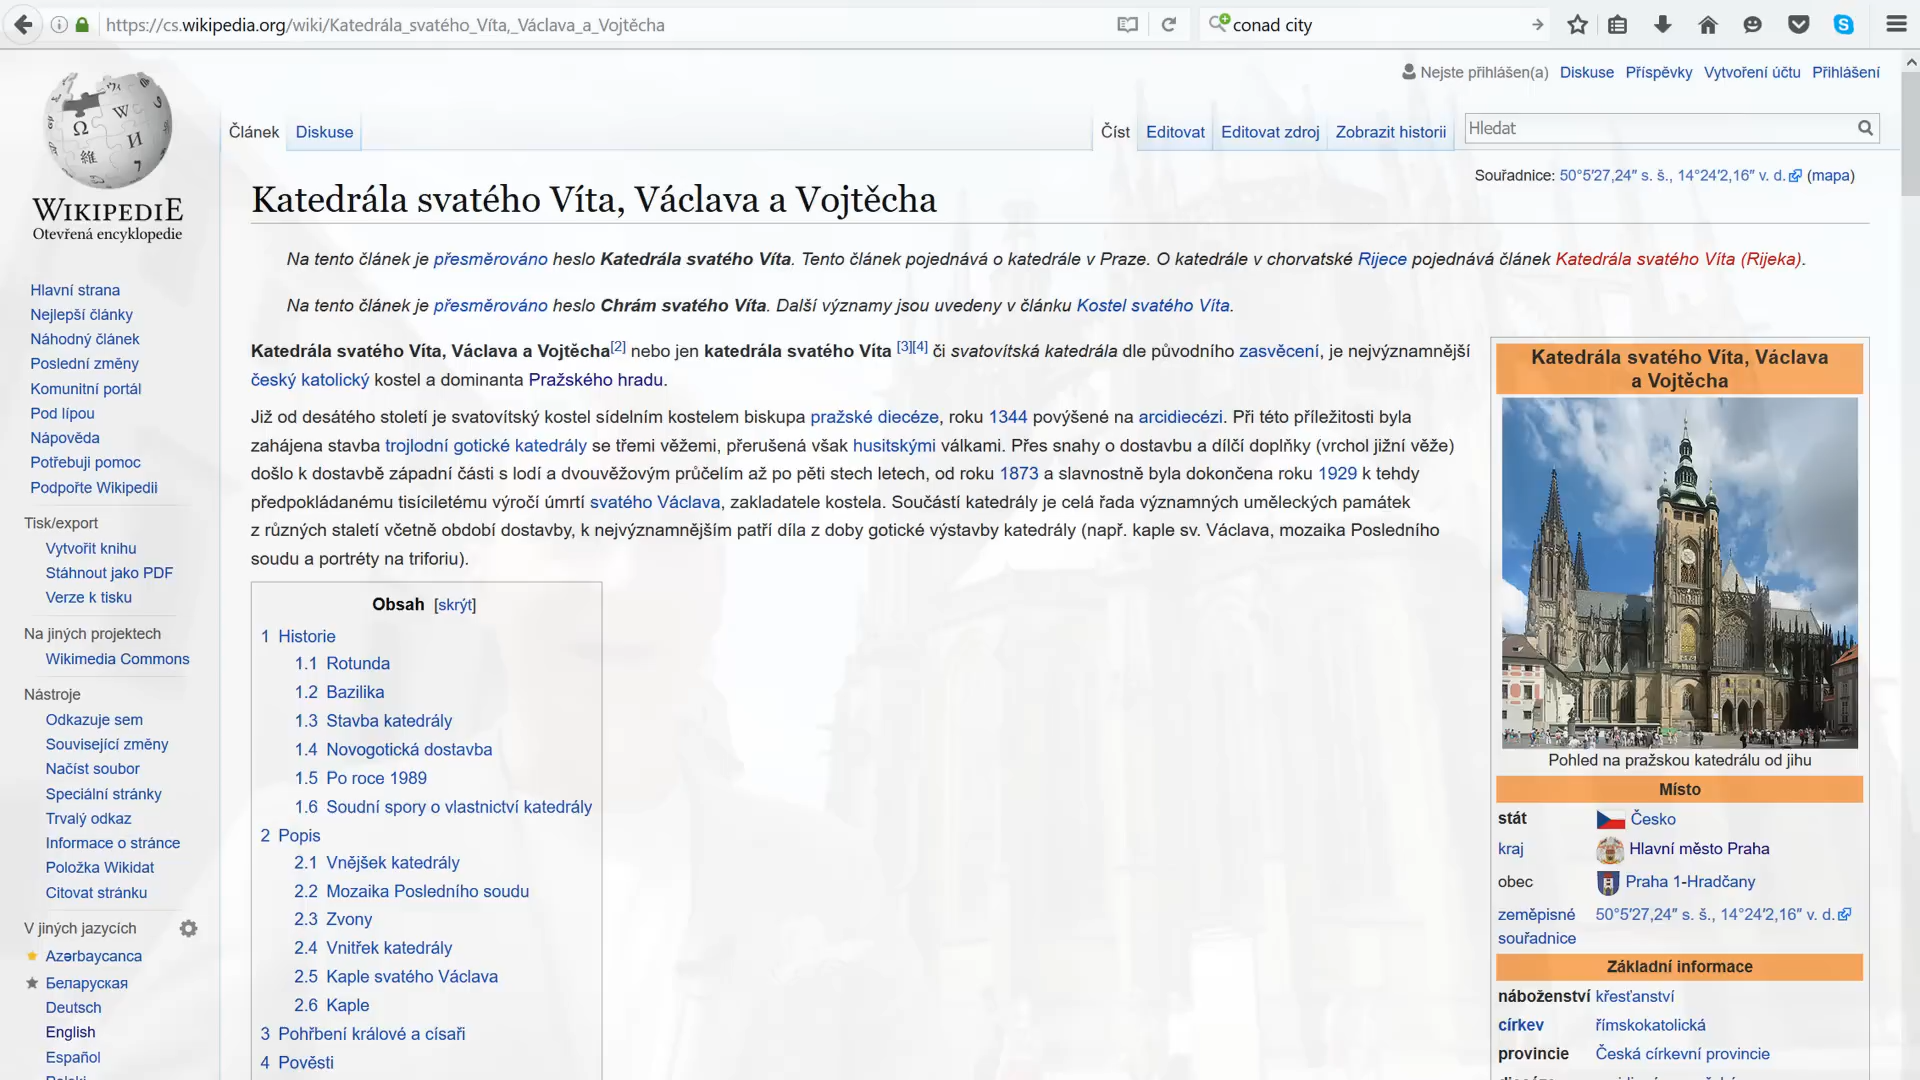 https://cs.wikipedia.org/wiki/Katedrála_svatého_Víta,_Václava_a_Vojtěcha
conad city
Nejste přihlášen(a) Diskuse Příspěvky Vytvoření účtu Přihlášení
Článek Diskuse
Číst Editovat Editovat zdroj Zobrazit historii Hledat
WIKIPEDIE
Otevřená encyklopedie
Souřadnice: 50°5′27,24″ s. š., 14°24′2,16″ v. d. (mapa)
Katedrála svatého Víta, Václava a Vojtěcha
Na tento článek je přesměrováno heslo Katedrála svatého Víta. Tento článek pojednává o katedrále v Praze. O katedrále v chorvatské Rijece pojednává článek Katedrála svatého Víta (Rijeka).
Na tento článek je přesměrováno heslo Chrám svatého Víta. Další významy jsou uvedeny v článku Kostel svatého Víta.
Katedrála svatého Víta, Václava a Vojtěcha[2] nebo jen katedrála svatého Víta [3][4] či svatovítská katedrála dle původního zasvěcení, je nejvýznamnější
český katolický kostel a dominanta Pražského hradu.
Již od desátého století je svatovítský kostel sídelním kostelem biskupa pražské diecéze, roku 1344 povýšené na arcidiecézi. Při této příležitosti byla
zahájena stavba trojlodní gotické katedrály se třemi věžemi, přerušená však husitskými válkami. Přes snahy o dostavbu a dílčí doplňky (vrchol jižní věže)
došlo k dostavbě západní části s lodí a dvouvěžovým průčelím až po pěti stech letech, od roku 1873 a slavnostně byla dokončena roku 1929 k tehdy
předpokládanému tisíciletému výročí úmrtí svatého Václava, zakladatele kostela. Součástí katedrály je celá řada významných uměleckých památek
z různých staletí včetně období dostavby, k nejvýznamnějším patří díla z doby gotické výstavby katedrály (např. kaple sv. Václava, mozaika Posledního
soudu a portréty na triforiu).
Obsah [skrýt]
1 Historie
1.1 Rotunda
1.2 Bazilika
1.3 Stavba katedrály
1.4 Novogotická dostavba
1.5 Po roce 1989
1.6 Soudní spory o vlastnictví katedrály
2 Popis
2.1 Vnějšek katedrály
2.2 Mozaika Posledního soudu
2.3 Zvony
2.4 Vnitřek katedrály
2.5 Kaple svatého Václava
2.6 Kaple
3 Pohřbení králové a císaři
4 Pověsti
Hlavní strana
Nejlepší články
Náhodný článek
Poslední změny
Komunitní portál
Pod lípou
Nápověda
Potřebuji pomoc
Podpořte Wikipedii
Tisk/export
Vytvořit knihu
Stáhnout jako PDF
Verze k tisku
Na jiných projektech
Wikimedia Commons
Nástroje
Odkazuje sem
Související změny
Načíst soubor
Speciální stránky
Trvalý odkaz
Informace o stránce
Položka Wikidat
Citovat stránku
V jiných jazycích
Azərbaycanca
Беларуская
Deutsch
English
Español
Katedrála svatého Víta, Václava
a Vojtěcha
Pohled na pražskou katedrálu od jihu
Místo
stát Česko
kraj Hlavní město Praha
obec Praha 1-Hradčany
zeměpisné 50°5′27,24″ s. š., 14°24′2,16″ v. d.
souřadnice
Základní informace
náboženství křesťanství
církev římskokatolická
provincie Česká církevní provincie